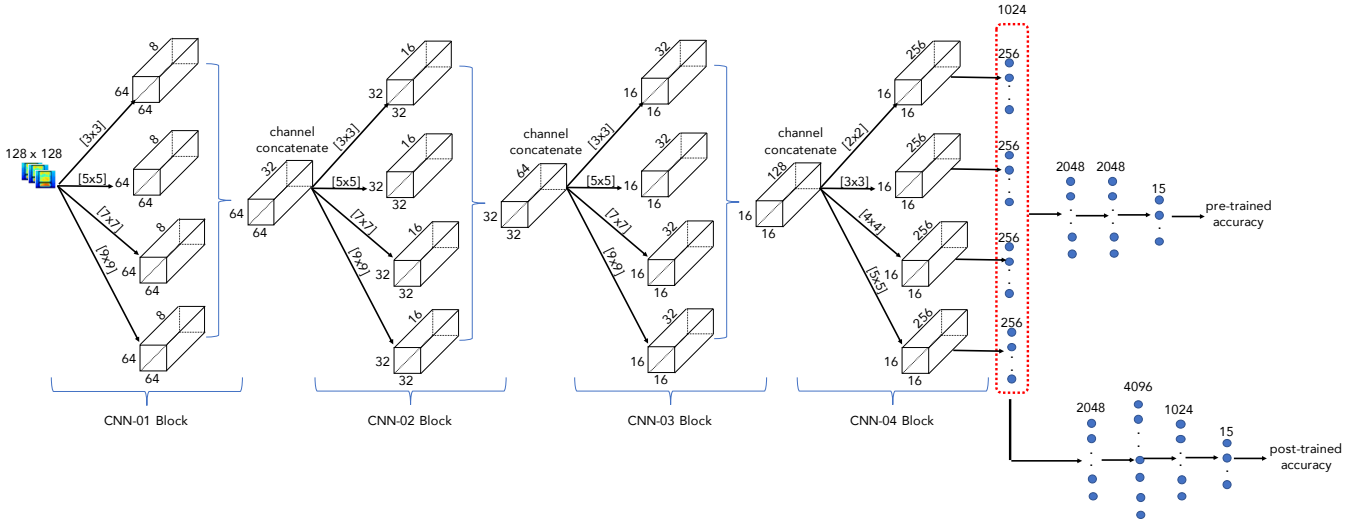 128 x 128
[3x3]
[5x5]
[7x7]
[9x9]
8
64
64
8
64
64
8
64
64
8
64
64
CNN-01 Block
channel
concatenate
32
64
64
[3x3]
[5x5]
[7x7]
[9x9]
16
32
32
16
32
32
16
32
32
16
32
32
CNN-02 Block
channel
concatenate
64
32
32
[3x3]
[5x5]
[7x7]
[9x9]
32
16
16
32
16
16
32
16
16
32
16
16
CNN-03 Block
channel
concatenate
128
16
16
[2x2]
[3x3]
[4x4]
[5x5]
256
16
16
256
16
16
256
16
16
256
16
16
CNN-04 Block
1024
256
256
256
256
2048
2048
15
pre-trained
accuracy
2048
4096
1024
15
post-trained
accuracy